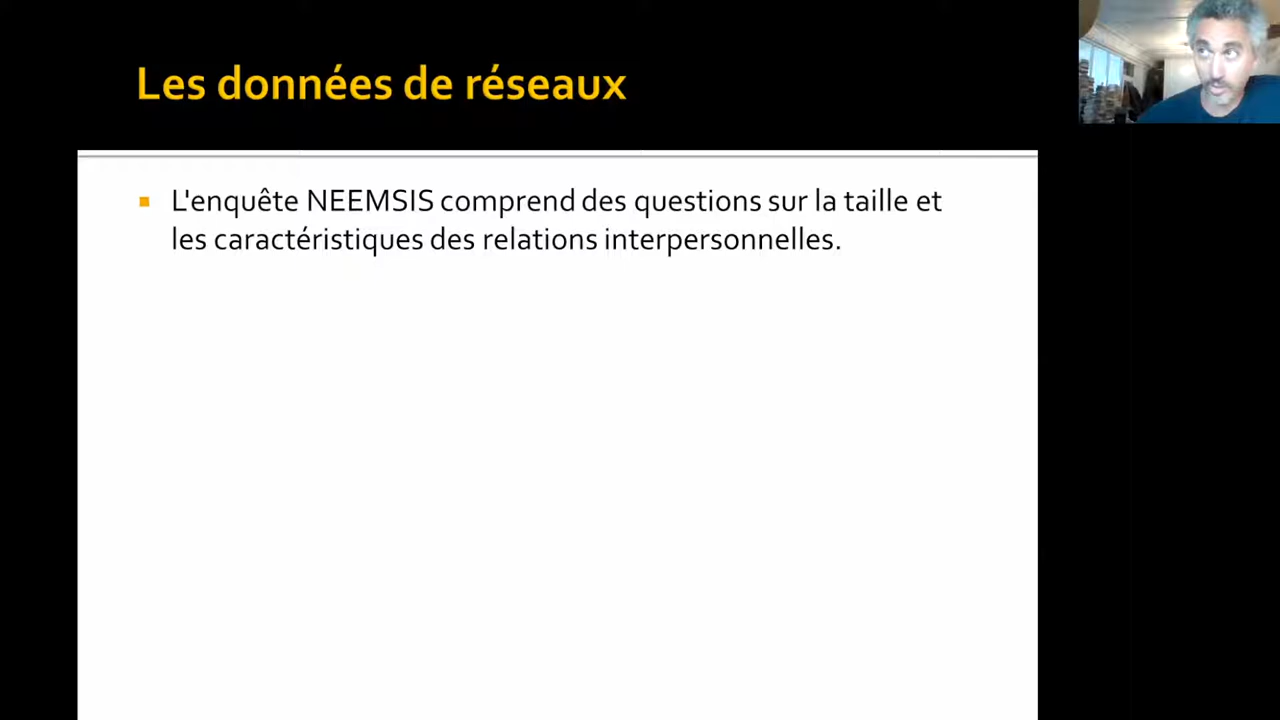 Les données de réseaux
L'enquête NEEMSIS comprend des questions sur la taille et
les caractéristiques des relations interpersonnelles.